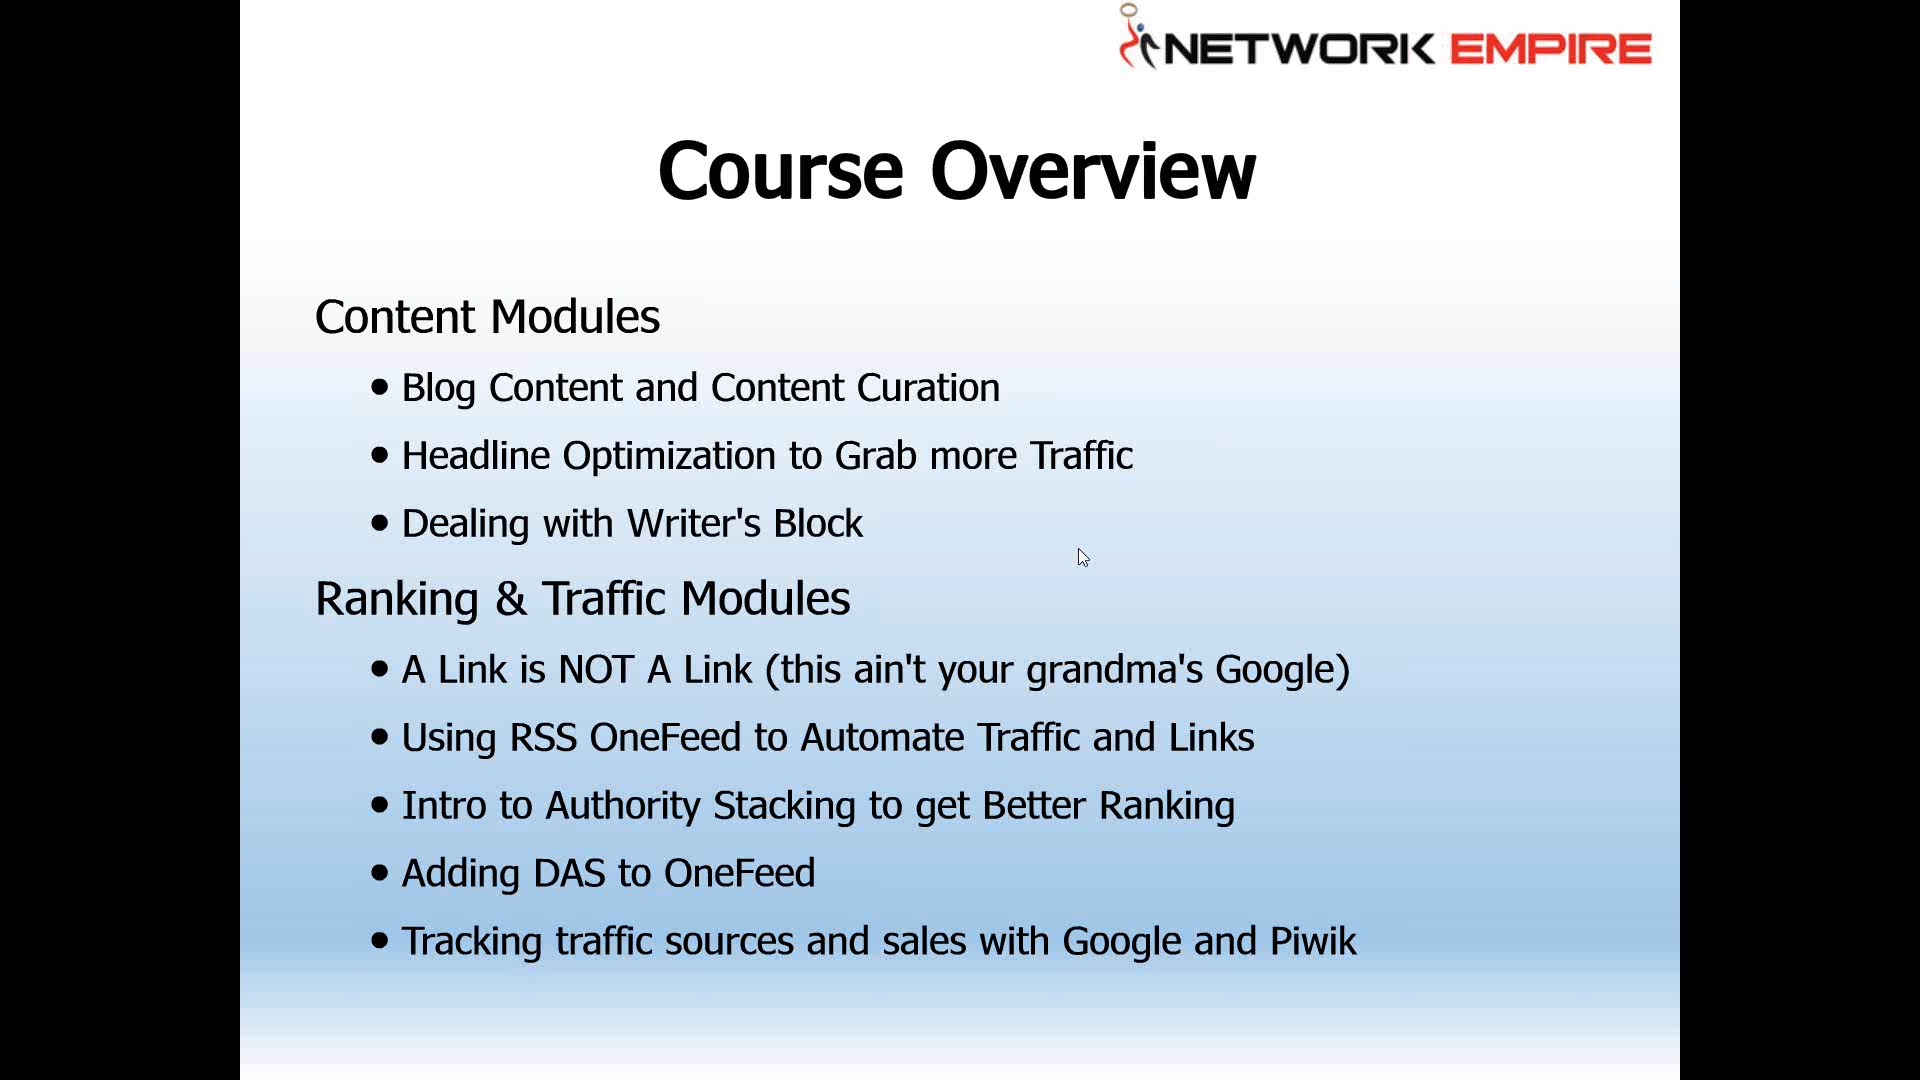 NETWORK EMPIRE
Course Overview
Content Modules
• Blog Content and Content Curation
• Headline Optimization to Grab more Traffic
• Dealing with Writer's Block
Ranking & Traffic Modules
• A Link is NOT A Link (this ain't your grandma's Google)
• Using RSS OneFeed to Automate Traffic and Links
• Intro to Authority Stacking to get Better Ranking
• Adding DAS to OneFeed
• Tracking traffic sources and sales with Google and Piwik